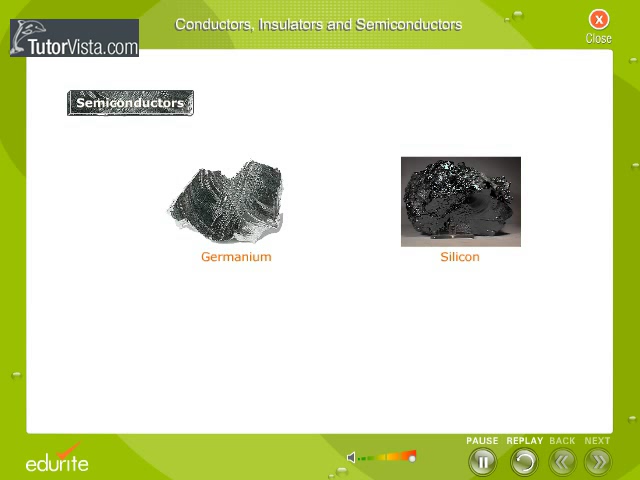 Conductors, Insulators and Semiconductors
X
Close
TutorVista.com
Semiconductors
Germanium
Silicon
PAUSE REPLAY BACK NEXT
edurite